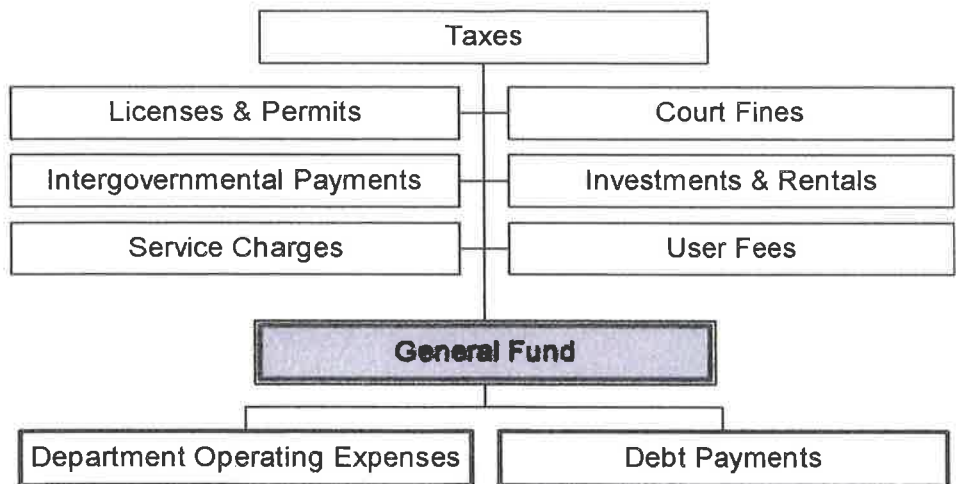 Taxes
Licenses & Permits
Court Fines
Intergovernmental Payments
Investments & Rentals
Service Charges
User Fees
General Fund
Department Operating Expenses
Debt Payments